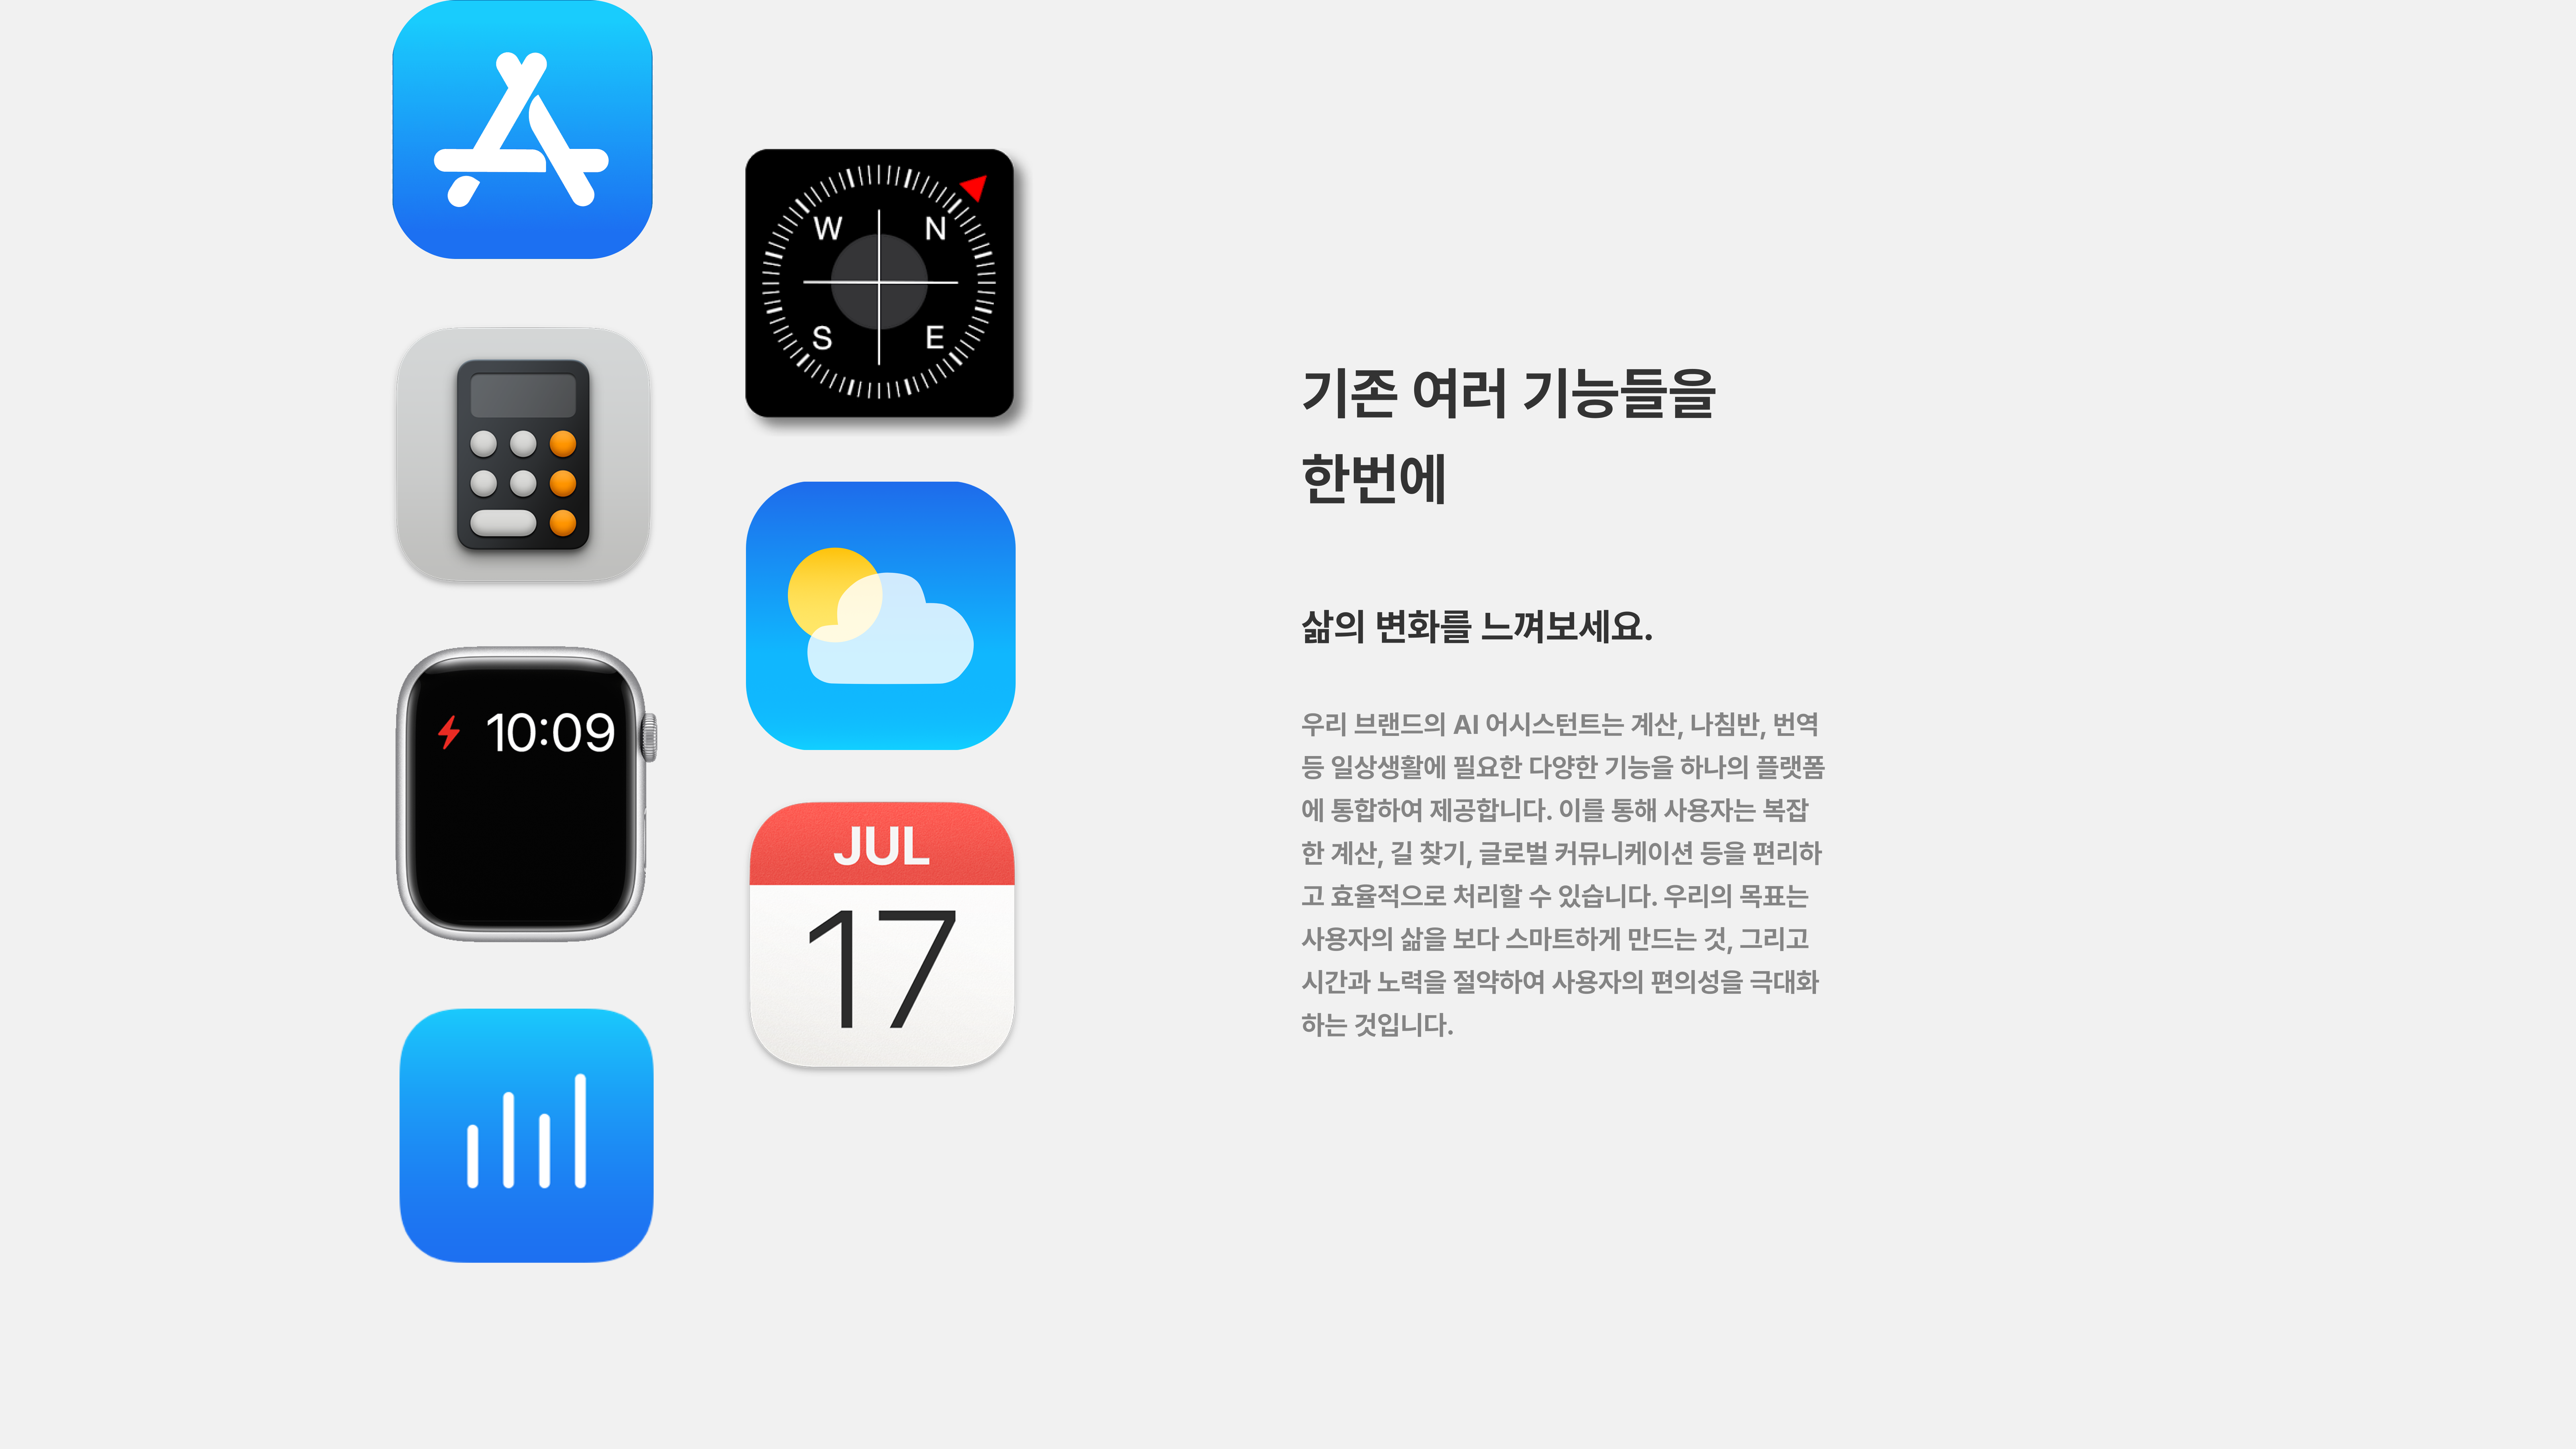 W N
S E
10:09
JUL
17
기존 여러 기능들을
한번에
삶의 변화를 느껴보세요.
우리 브랜드의 AI 어시스턴트는 계산, 나침반, 번역
등 일상생활에 필요한 다양한 기능을 하나의 플랫폼
에 통합하여 제공합니다. 이를 통해 사용자는 복잡
한 계산, 길 찾기, 글로벌 커뮤니케이션 등을 편리하
고 효율적으로 처리할 수 있습니다. 우리의 목표는
사용자의 삶을 보다 스마트하게 만드는 것, 그리고
시간과 노력을 절약하여 사용자의 편의성을 극대화
하는 것입니다.